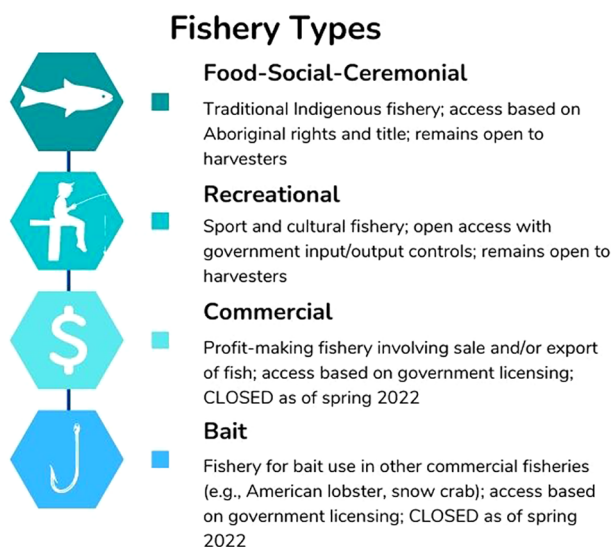 Fishery Types
Food-Social-Ceremonial
Traditional Indigenous fishery; access based on
Aboriginal rights and title; remains open to
harvesters
Recreational
Sport and cultural fishery; open access with
government input/output controls; remains open to
harvesters
$
Commercial
Profit-making fishery involving sale and/or export
of fish; access based on government licensing;
CLOSED as of spring 2022
Bait
Fishery for bait use in other commercial fisheries
(e.g., American lobster, snow crab); access based
on government licensing; CLOSED as of spring
2022